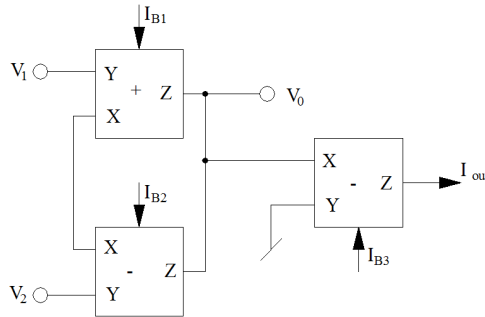 I_B1
V_1
Y
+
Z
X
V_0
I_B2
X
-
Z
I_ou
Y
X
-
Z
V_2
Y
I_B3